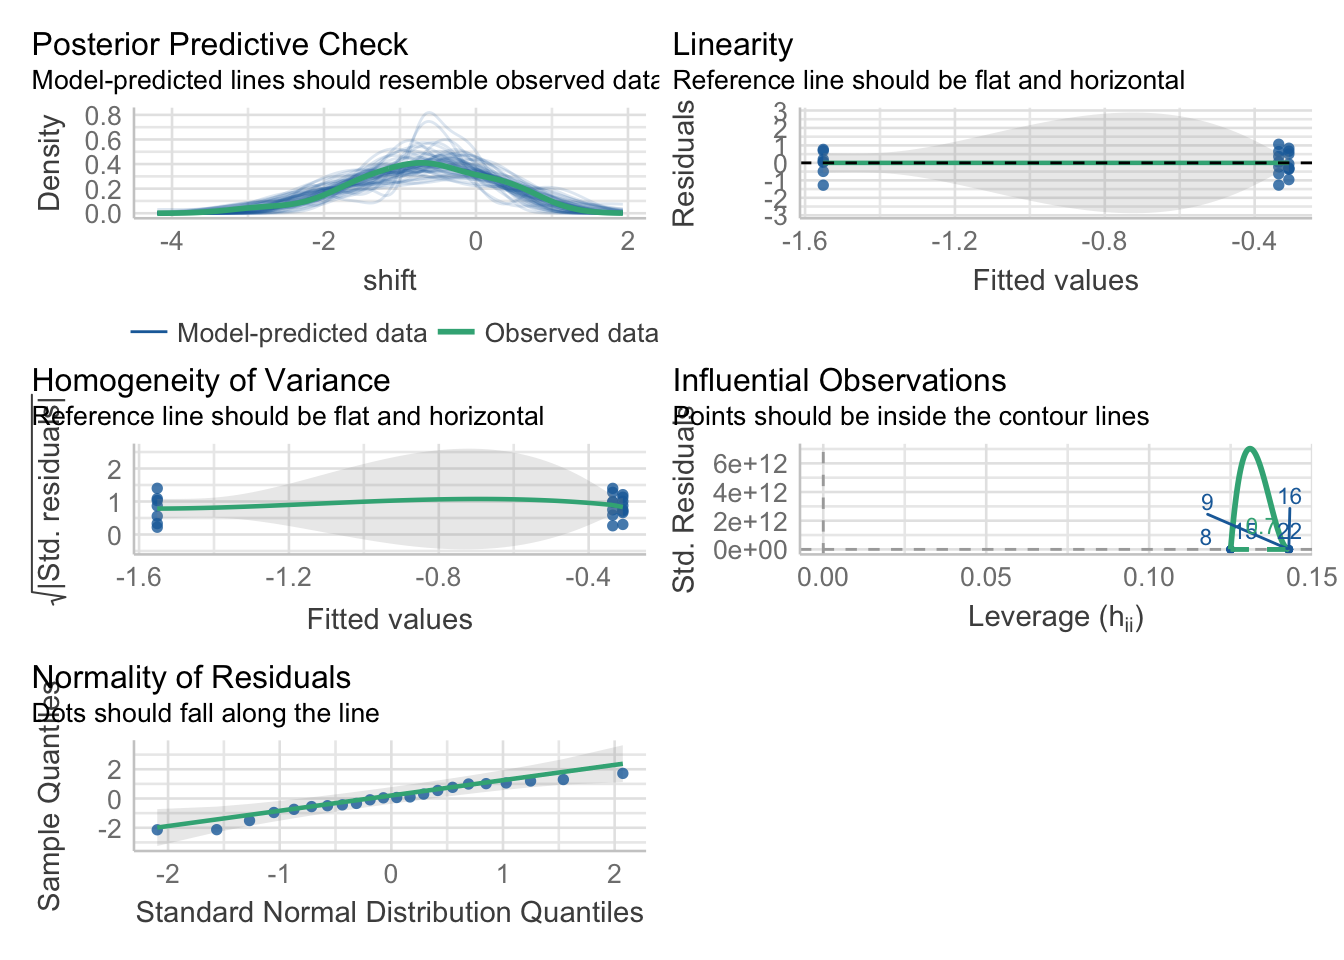 Posterior Predictive Check
Model-predicted lines should resemble observed data
Density
0.8
0.6
0.4
0.2
0.0
-4 -2 0 2
shift
Model-predicted data Observed data
Linearity
Reference line should be flat and horizontal
Residuals
3
2
1
0
-1
-2
-3
-1.6 -1.2 -0.8 -0.4
Fitted values
Homogeneity of Variance
Reference line should be flat and horizontal
√|Std. residuals|
2
1
0
-1.6 -1.2 -0.8 -0.4
Fitted values
Influential Observations
Points should be inside the contour lines
Std. Residuals
6e+12
4e+12
2e+12
0e+00
9
16
8
15
0.7
22
0.00 0.05 0.10 0.15
Leverage (hii)
Normality of Residuals
Dots should fall along the line
Sample Quantiles
2
0
-2
-2 -1 0 1 2
Standard Normal Distribution Quantiles